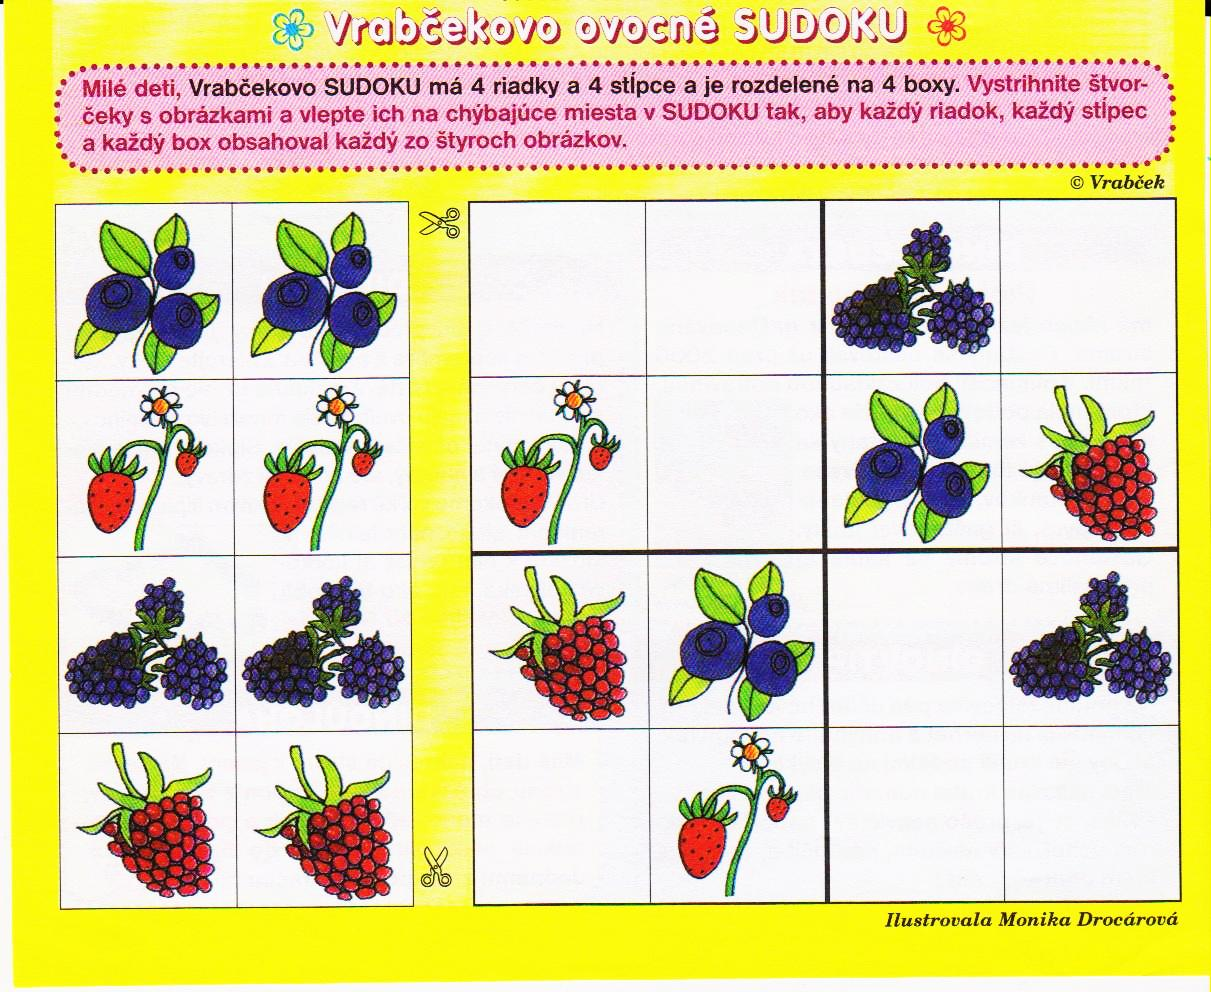 Vrabčekovo ovocné SUDOKU
Milé deti, Vrabčekovo SUDOKU má 4 riadky a 4 stĺpce a je rozdelené na 4 boxy. Vystrihnite štvor-
čeky s obrázkami a vlepte ich na chýbajúce miesta v SUDOKU tak, aby každý riadok, každý stĺpec
a každý box obsahoval každý zo štyroch obrázkov.
© Vrabček
Ilustrovala Monika Drocárová